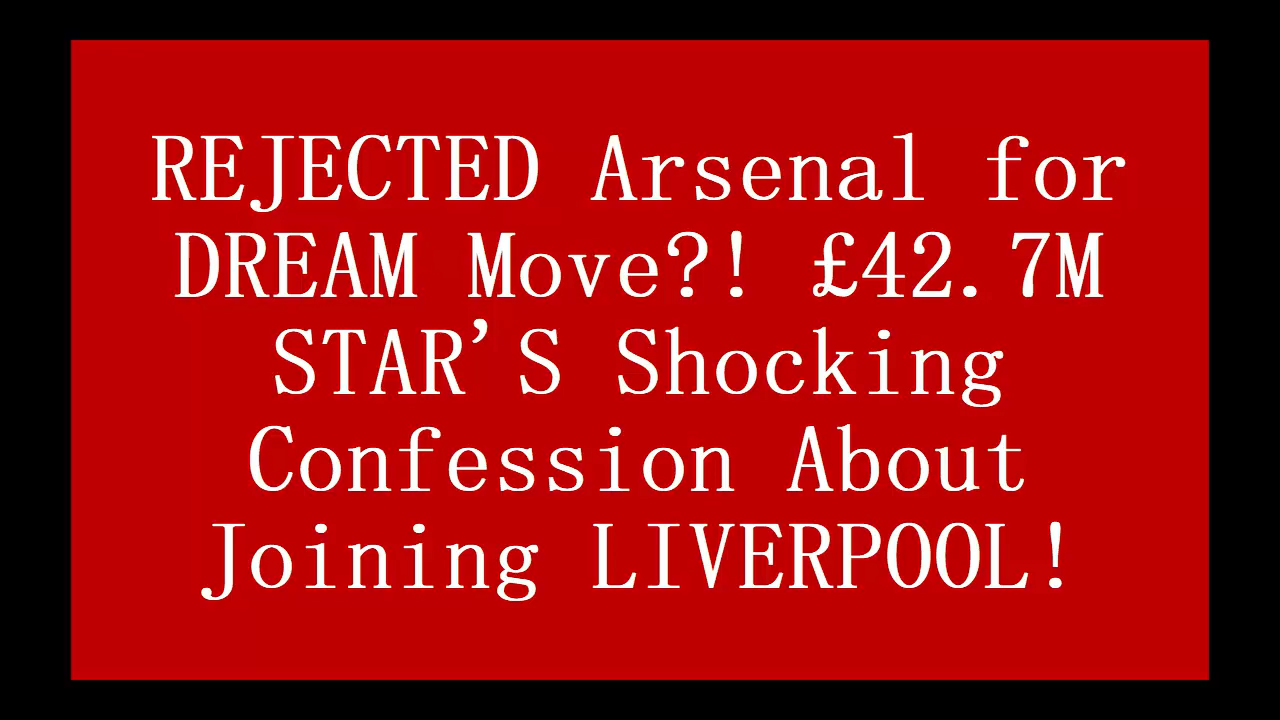 REJECTED Arsenal for
DREAM Move?! £42.7M
STAR’S Shocking
Confession About
Joining LIVERPOOL!